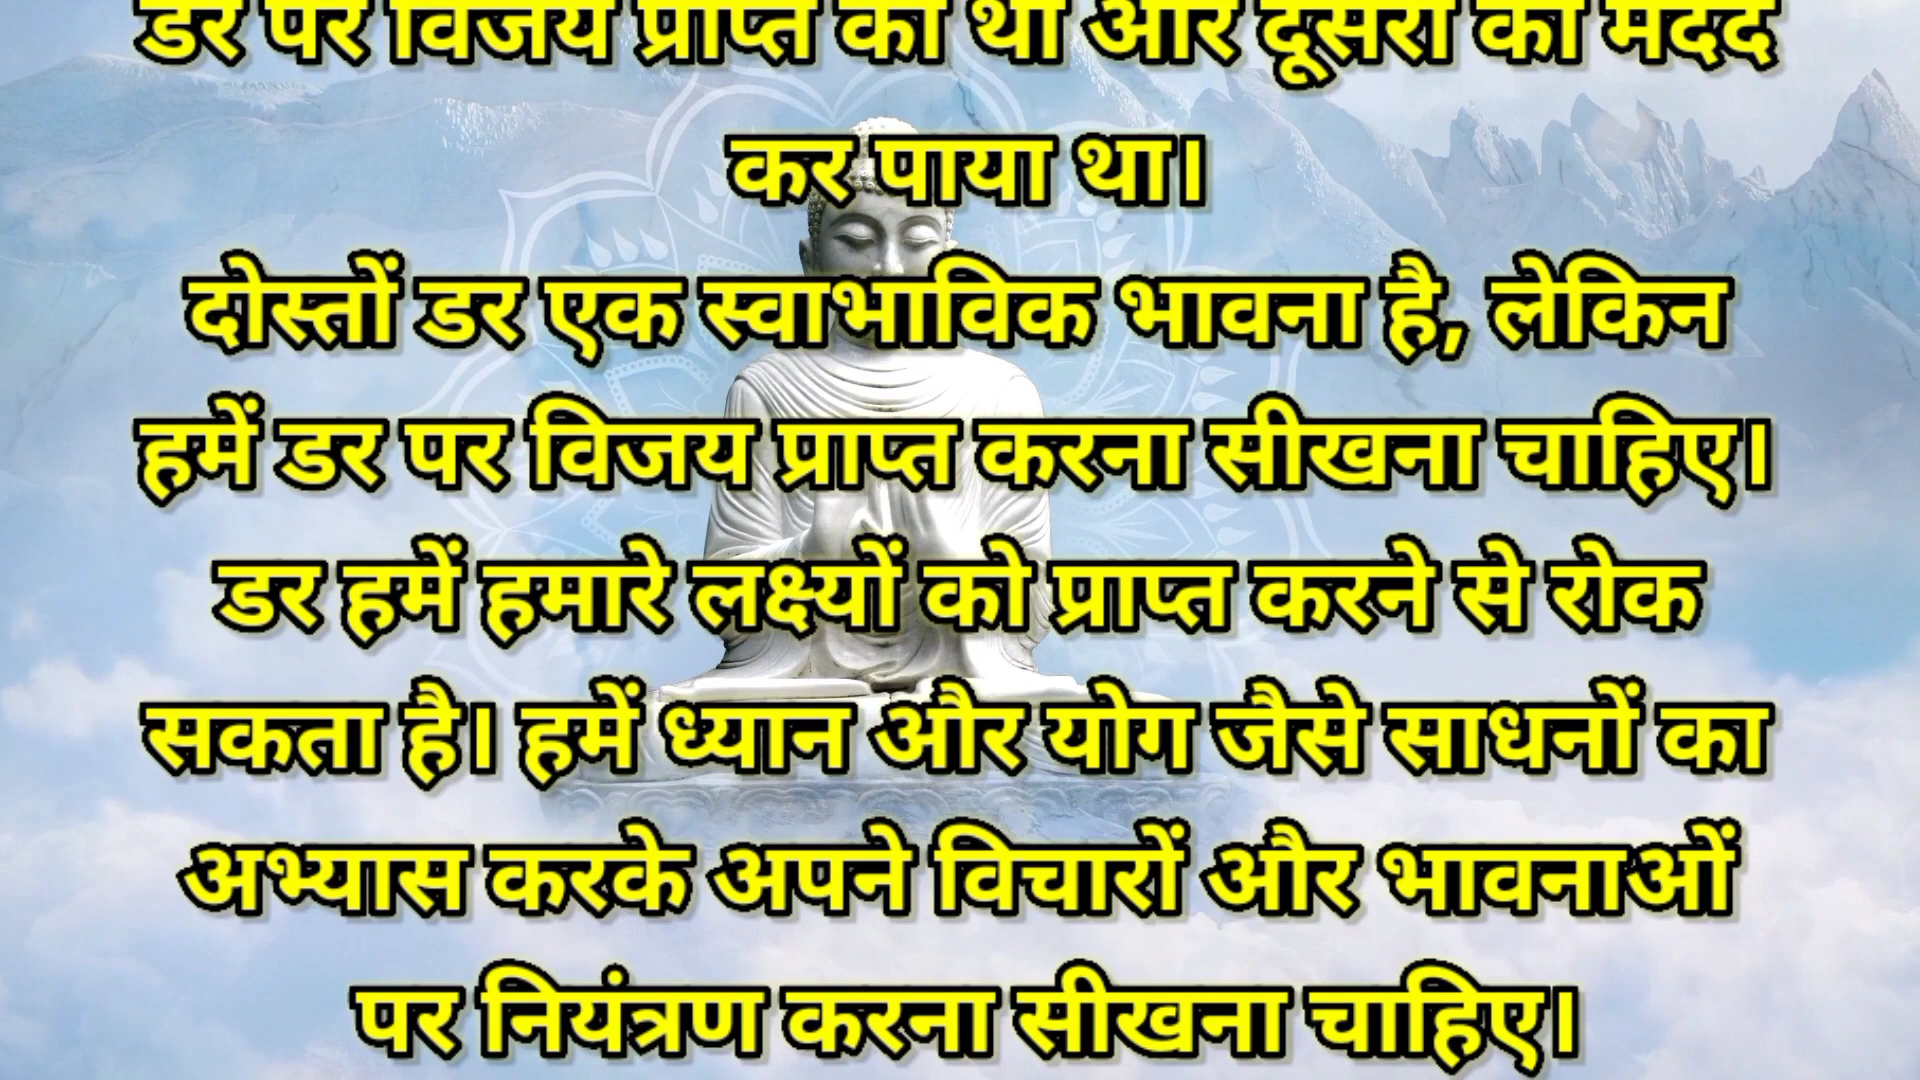 डर पर विजय प्राप्त की थी और दूसरों की मदद
कर पाया था।
दोस्तों डर एक स्वाभाविक भावना है, लेकिन
हमें डर पर विजय प्राप्त करना सीखना चाहिए।
डर हमें हमारे लक्ष्यों को प्राप्त करने से रोक
सकता है। हमें ध्यान और योग जैसे साधनों का
अभ्यास करके अपने विचारों और भावनाओं
पर नियंत्रण करना सीखना चाहिए।